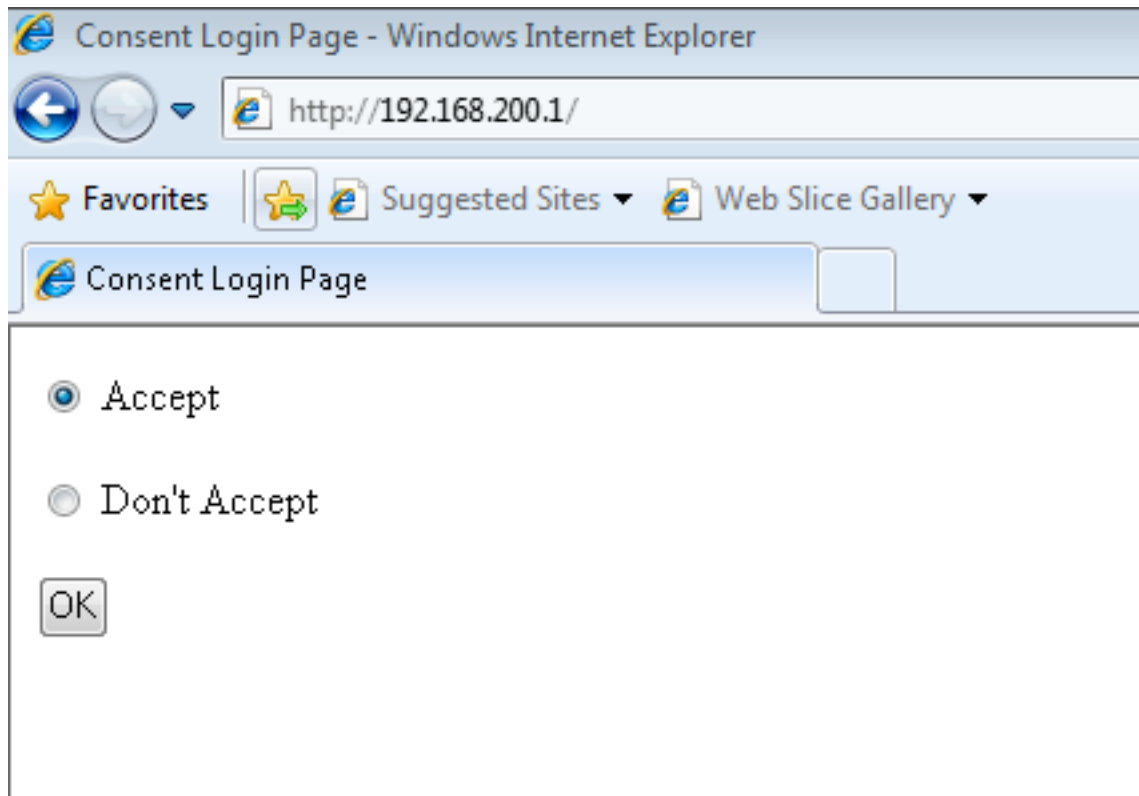 Consent Login Page - Windows Internet Explorer
http://192.168.200.1/
Favorites Suggested Sites Web Slice Gallery
Consent Login Page
Accept
Don't Accept
OK